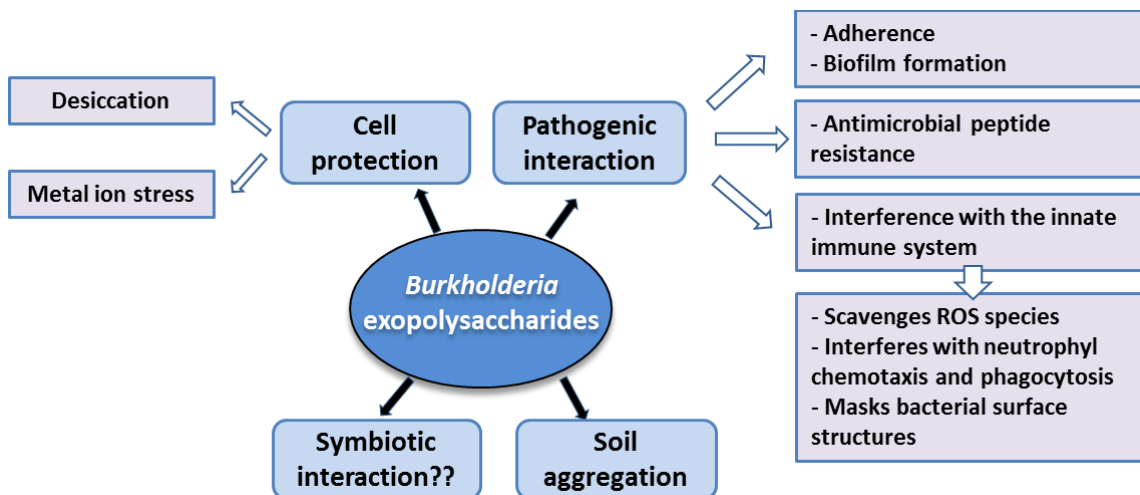 Desiccation
Metal ion stress
Cell
protection
Pathogenic
interaction
- Adherence
- Biofilm formation
- Antimicrobial peptide
resistance
- Interference with the innate
immune system
- Scavenges ROS species
- Interferes with neutrophyl
chemotaxis and phagocytosis
- Masks bacterial surface
structures
Burkholderia
exopolysaccharides
Symbiotic
interaction??
Soil
aggregation